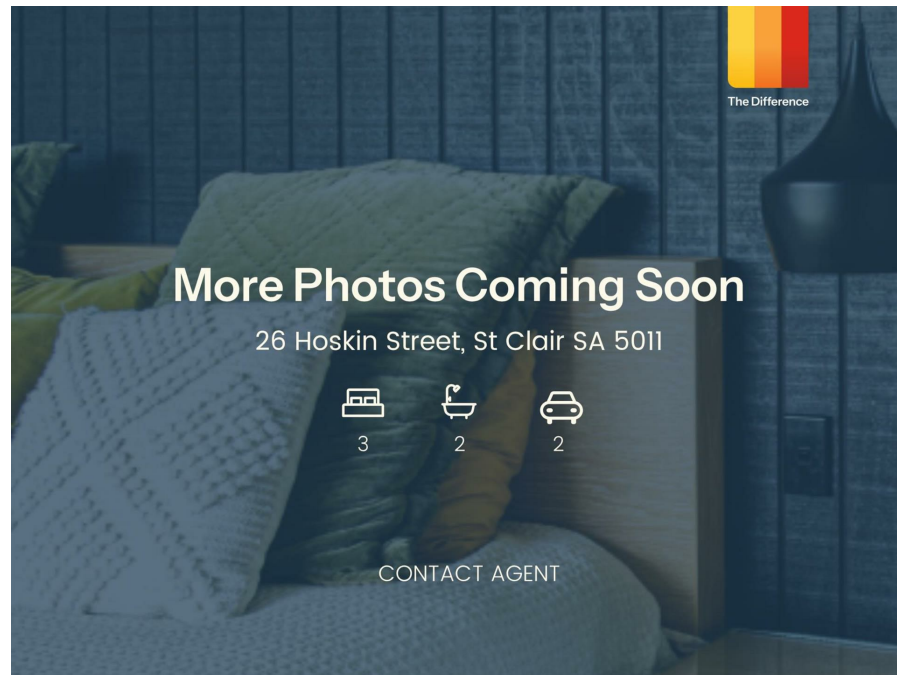 The Difference
More Photos Coming Soon
26 Hoskin Street, St Clair SA 5011
3 2 2
CONTACT AGENT